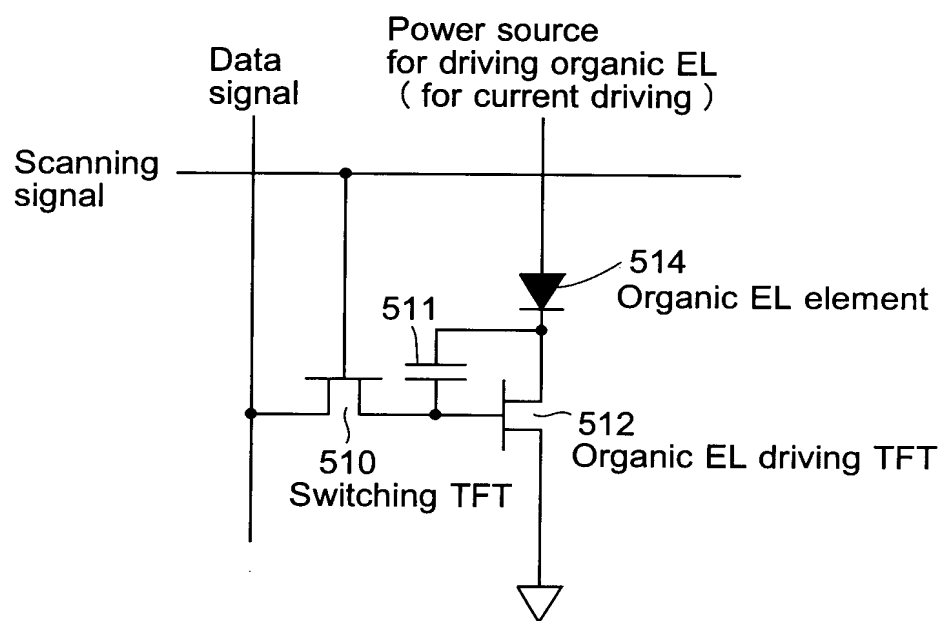 Power source
for driving organic EL
( for current driving )
Data
signal
Scanning
signal
514
Organic EL element
511
512
Organic EL driving TFT
510
Switching TFT